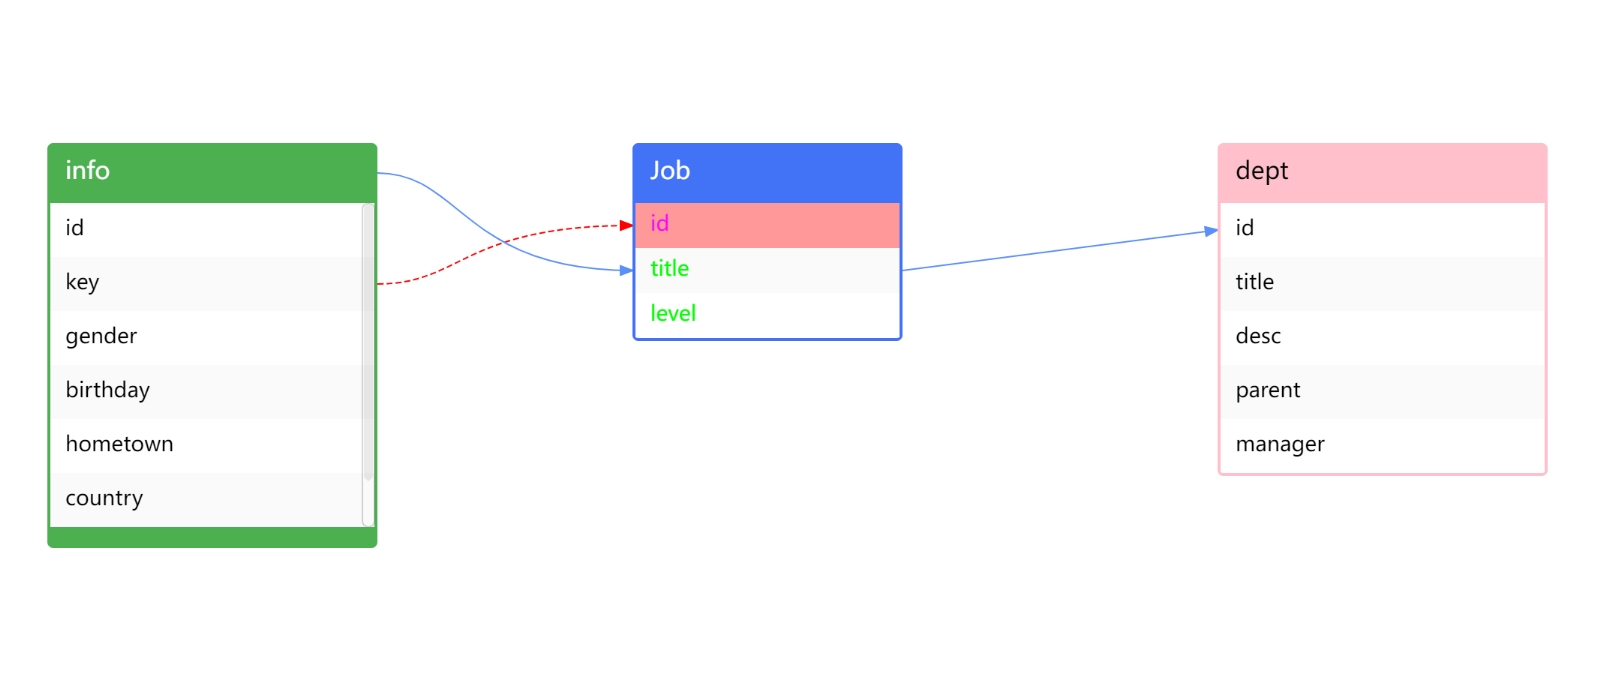 info
id
key
gender
birthday
hometown
country
Job
id
title
level
dept
id
title
desc
parent
manager